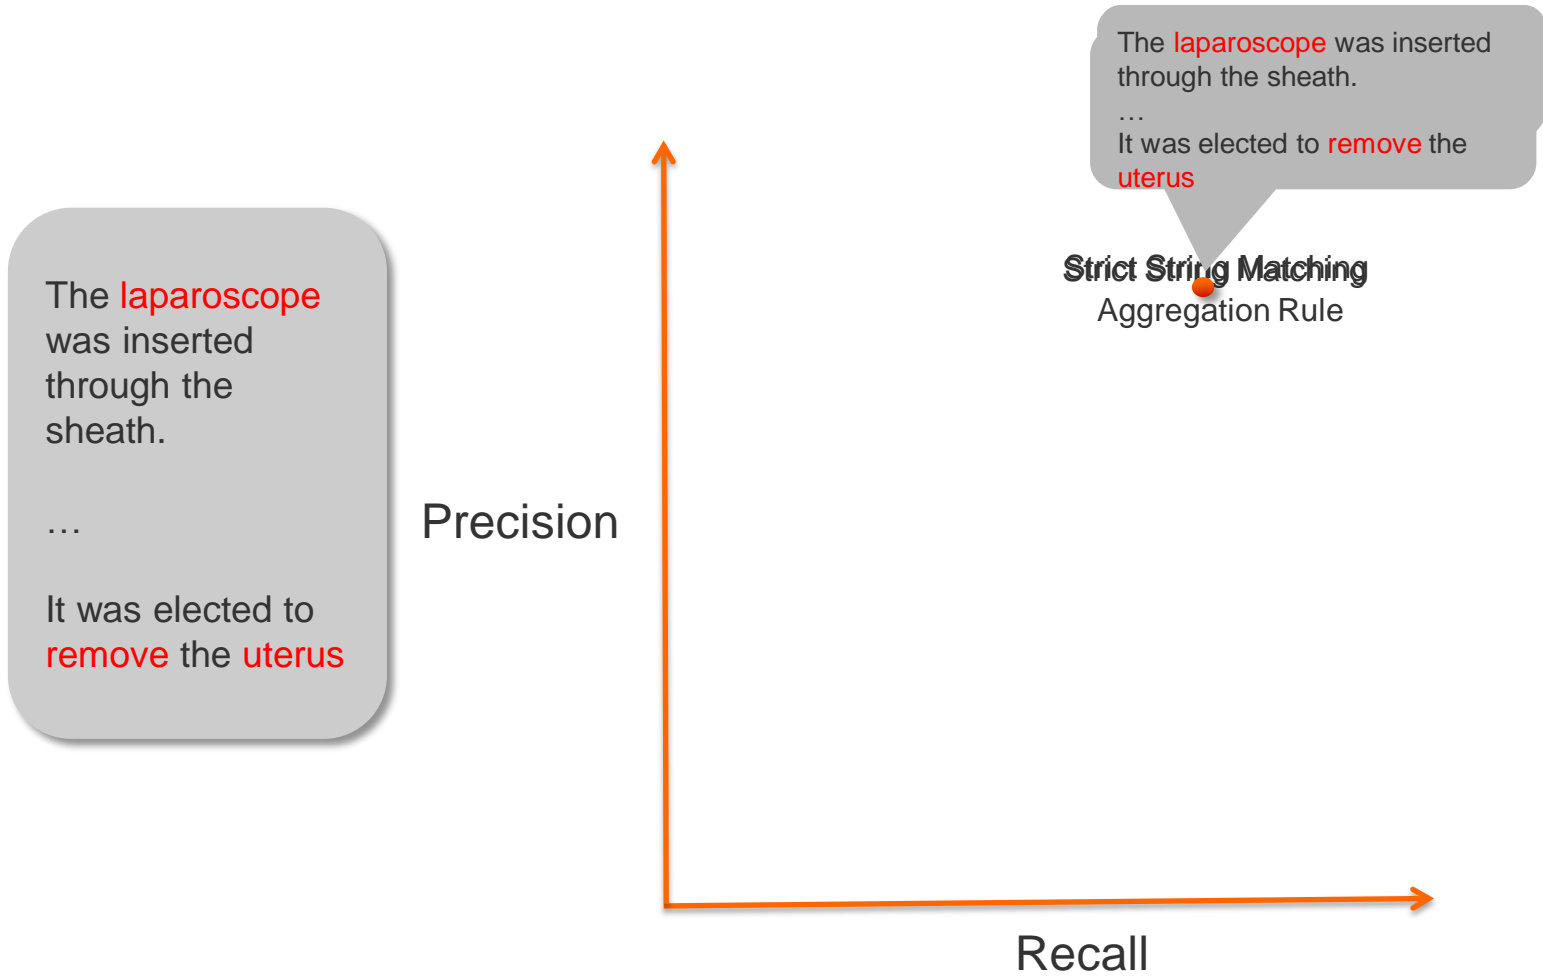 The laparoscope was inserted
through the sheath.
…
It was elected to remove the
uterus
Strict String Matching
Aggregation Rule
The laparoscope
was inserted
through the
sheath.
…
It was elected to
remove the uterus
Precision
Recall